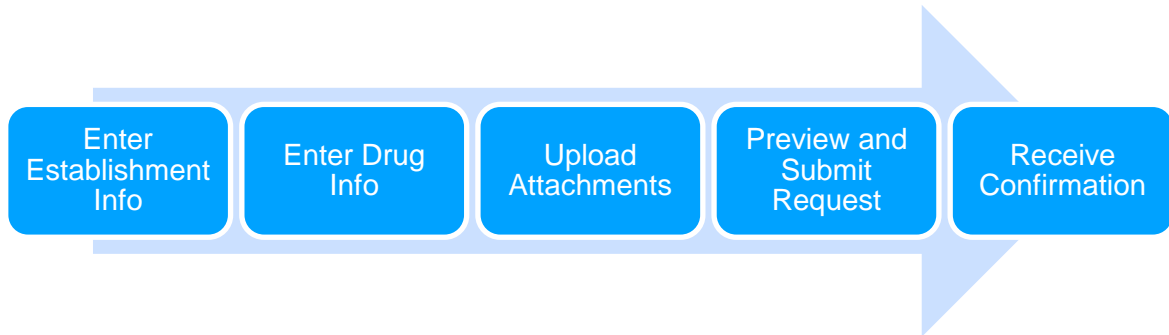 Enter
Establishment
Info
Enter Drug
Info
Upload
Attachments
Preview and
Submit
Request
Receive
Confirmation